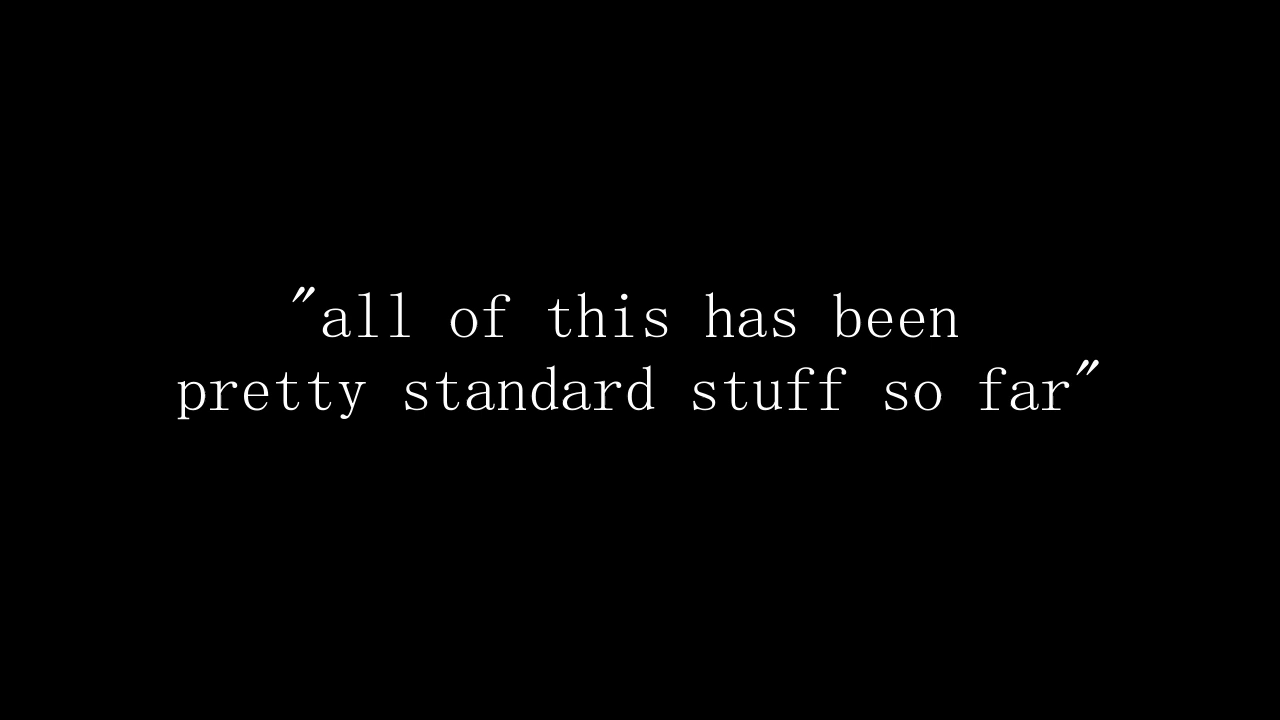 "all of this has been
pretty standard stuff so far"